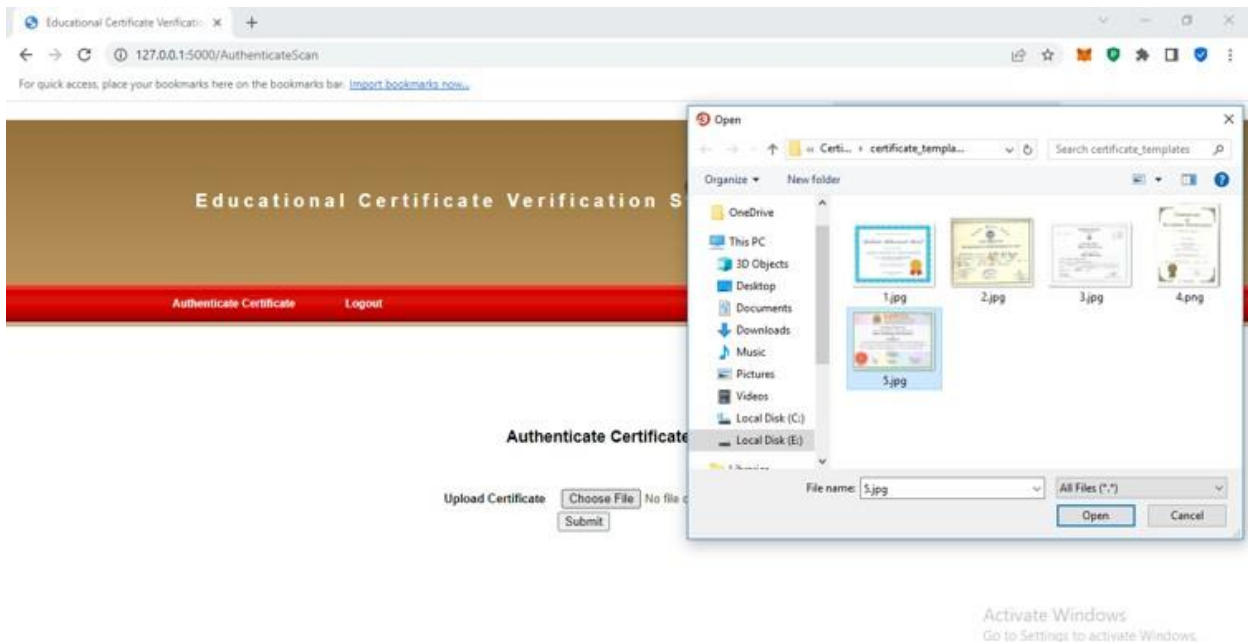 Educational Certificate Verificati
127.0.0.1:5000/AuthenticateScan
For quick access, place your bookmarks here on the bookmarks bar. Import bookmarks now...
Educational Certificate Verification S
Authenticate Certificate Logout
Authenticate Certificate
Upload Certificate Choose File No file c
Submit
Open
« Certi... › certificate_templa...
Search certificate_templates
Organize New folder
OneDrive
This PC
3D Objects
Desktop
Documents
Downloads
Music
Pictures
Videos
Local Disk (C:)
Local Disk (E:)
Libraries
1.jpg 2.jpg 3.jpg 4.png
5.jpg
File name: 5.jpg All Files (*.*)
Open Cancel
Activate Windows
Go to Settings to activate Windows.